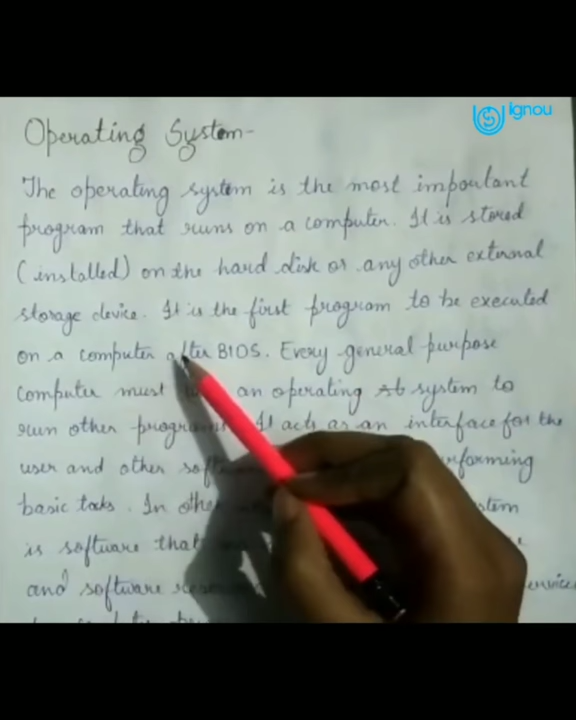 ignou
Operating System-
The operating system is the most important
program that runs on a computer. It is stored
(installed) on the hard disk or any other external
storage device. It is the first program to be executed
on a computer after BIOS. Every general purpose
computer must an operating system to
run other It acts as an interface for the
user and other
basic tasks. In
is software that
and software